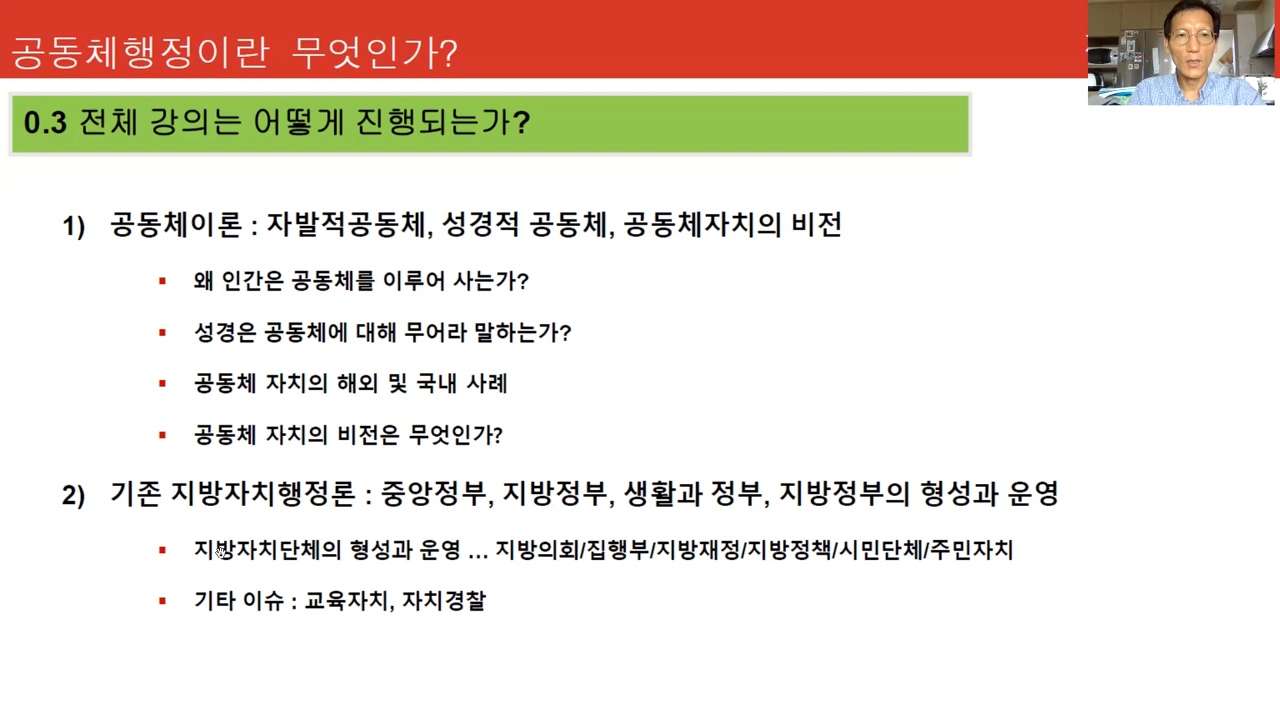 공동체행정이란 무엇인가?
0.3 전체 강의는 어떻게 진행되는가?
1) 공동체이론 : 자발적공동체, 성경적 공동체, 공동체자치의 비전
▪ 왜 인간은 공동체를 이루어 사는가?
▪ 성경은 공동체에 대해 무어라 말하는가?
▪ 공동체 자치의 해외 및 국내 사례
▪ 공동체 자치의 비전은 무엇인가?
2) 기존 지방자치행정론 : 중앙정부, 지방정부, 생활과 정부, 지방정부의 형성과 운영
▪ 지방자치단체의 형성과 운영 ... 지방의회/집행부/지방재정/지방정책/시민단체/주민자치
▪ 기타 이슈 : 교육자치, 자치경찰